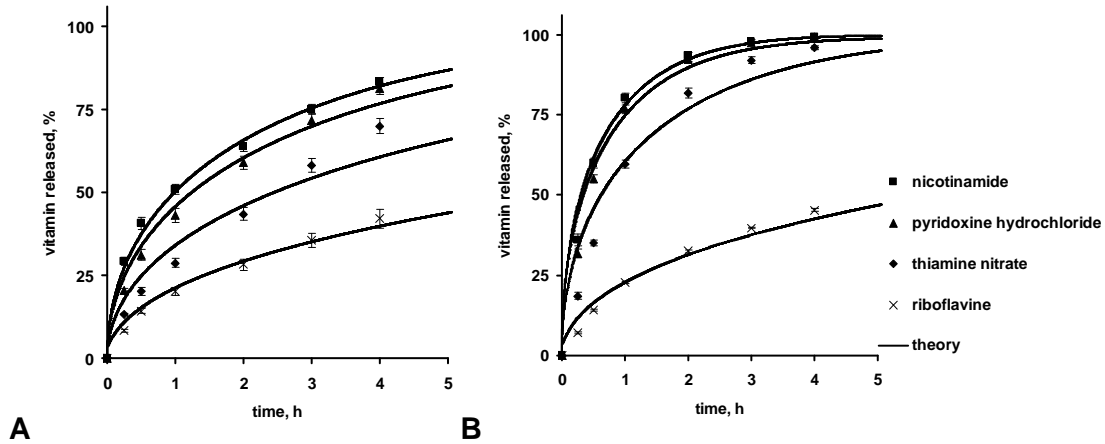 100
75
50
25
0
vitamin released, %
0 1 2 3 4 5
time, h
A
100
75
50
25
0
vitamin released, %
0 1 2 3 4 5
time, h
B
nicotinamide
pyridoxine hydrochloride
thiamine nitrate
riboflavine
theory